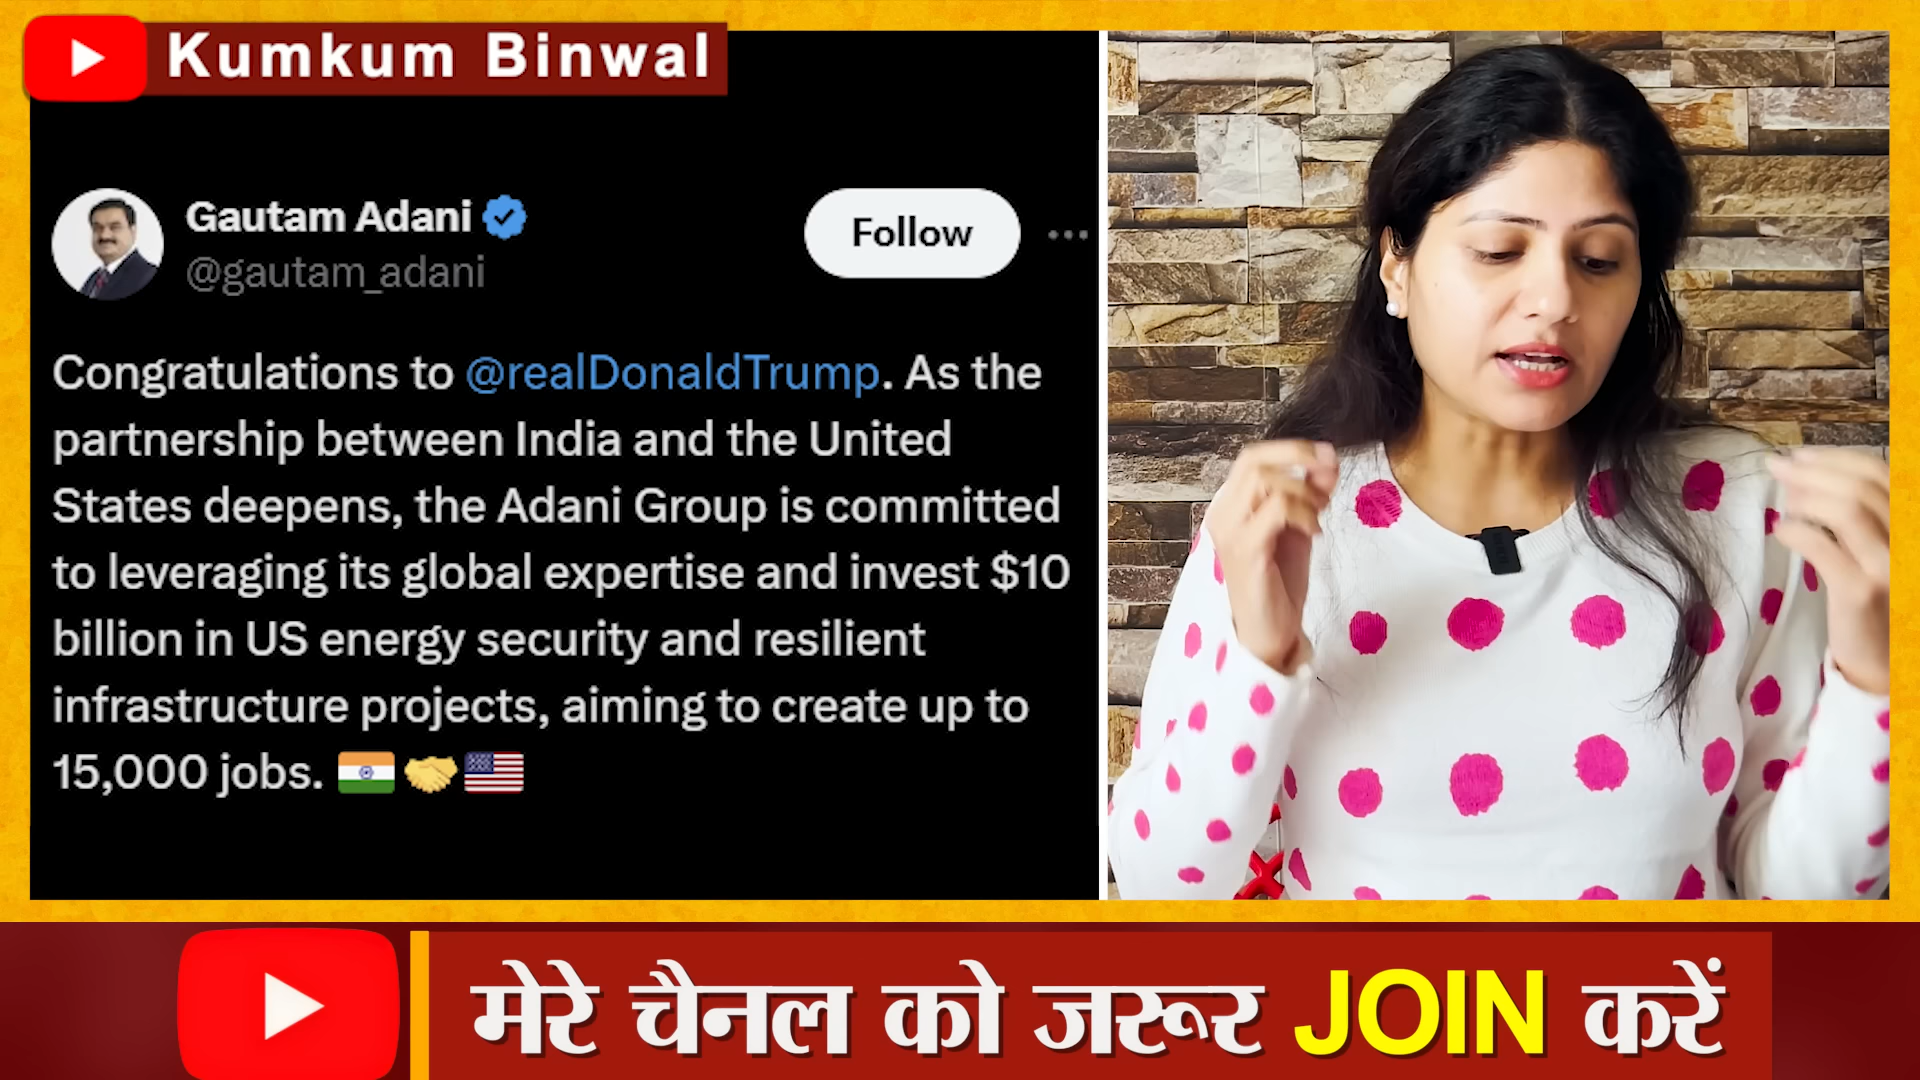 Kumkum Binwal
Gautam Adani
@gautam_adani
Follow
Congratulations to @realDonaldTrump. As the
partnership between India and the United
States deepens, the Adani Group is committed
to leveraging its global expertise and invest $10
billion in US energy security and resilient
infrastructure projects, aiming to create up to
15,000 jobs. 🇮🇳🤝🇺🇸
मेरे चैनल को जरूर JOIN करें